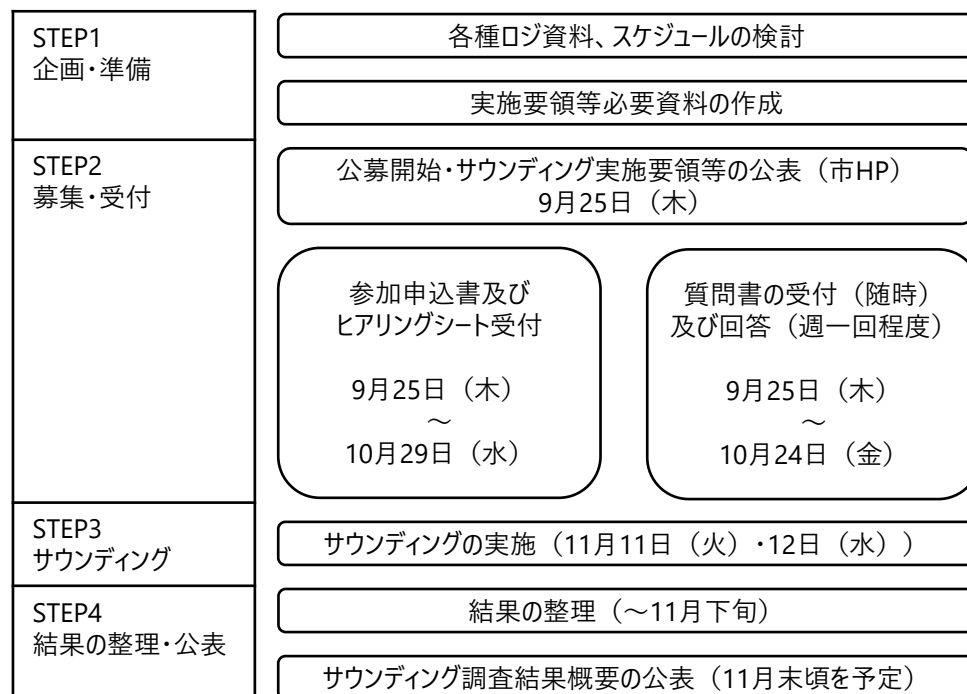 STEP1
企画・準備
各種ロジ資料、スケジュールの検討
実施要領等必要資料の作成
STEP2
募集・受付
公募開始・サウンディング実施要領等の公表（市HP）
9月25日（木）
参加申込書及び
ヒアリングシート受付
9月25日（木）
～
10月29日（水）
質問書の受付（随時）
及び回答（週一回程度）
9月25日（木）
～
10月24日（金）
STEP3
サウンディング
サウンディングの実施（11月11日（火）・12日（水））
STEP4
結果の整理・公表
結果の整理（～11月下旬）
サウンディング調査結果概要の公表（11月末頃を予定）